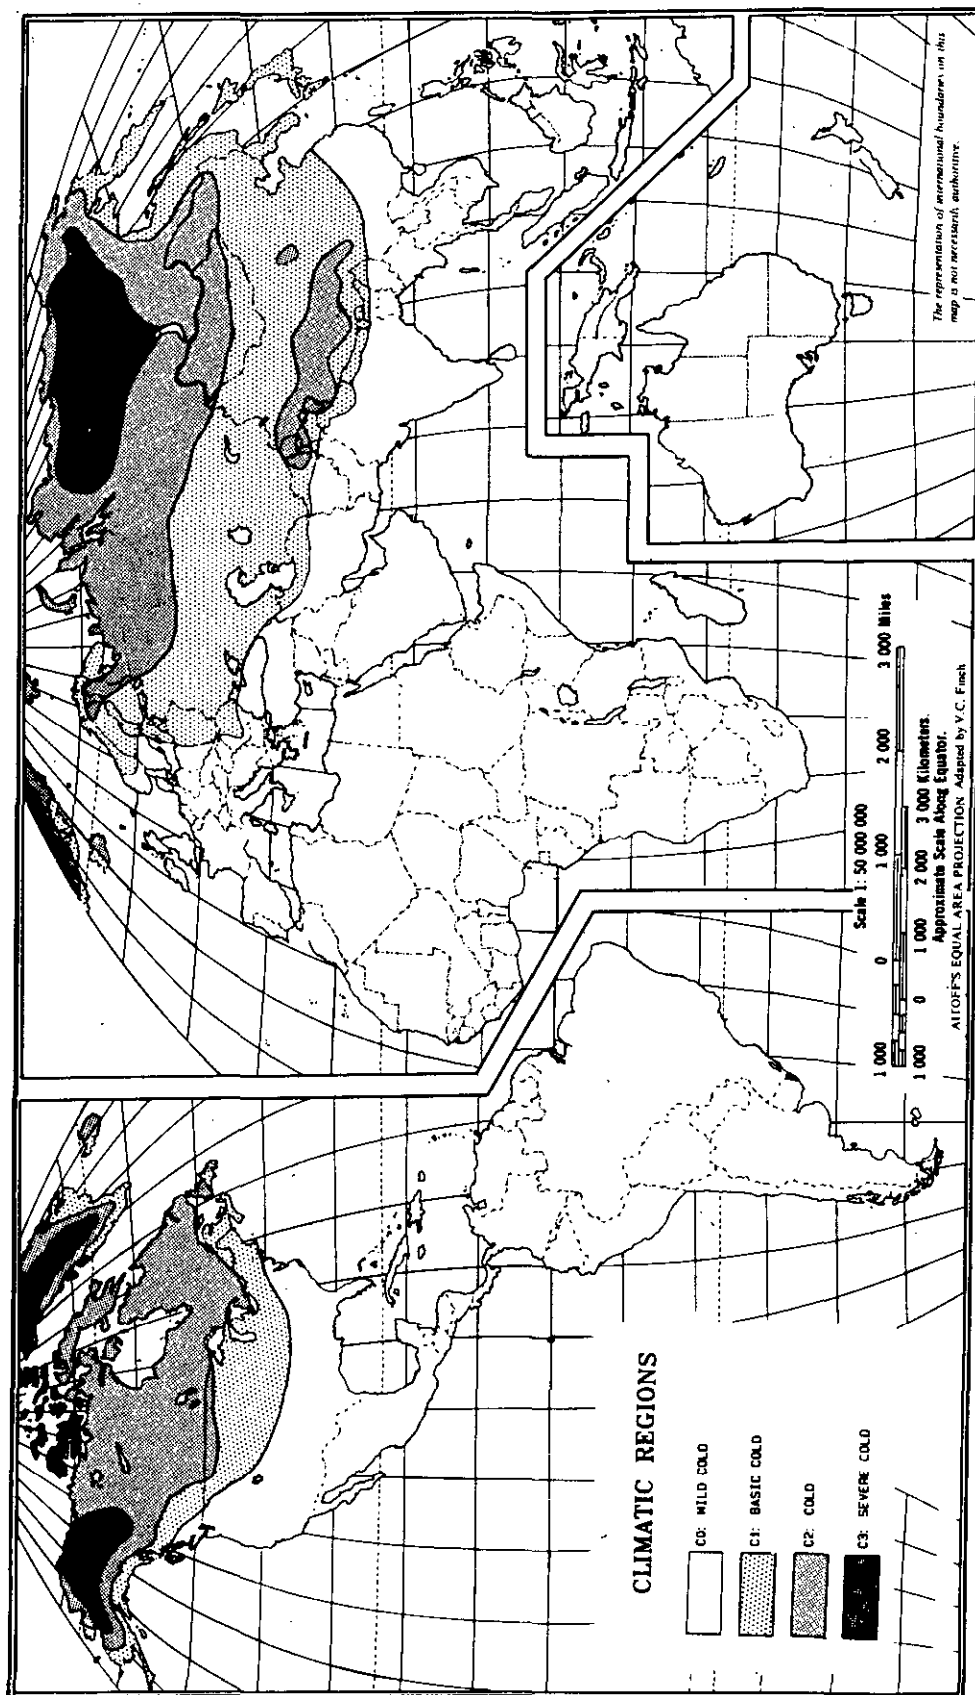 CLIMATIC REGIONS
C0: MILD COLD
C1: BASIC COLD
C2: COLD
C3: SEVERE COLD
Scale 1: 50 000 000
1 000 0 1 000 2 000 3 000 Miles
1 000 0 1 000 2 000 3 000 Kilometers.
Approximate Scale Along Equator.
AITOFF'S EQUAL AREA PROJECTION Adapted by V.C. Finch
The representation of international boundaries on this
map is not necessarily authoritative.